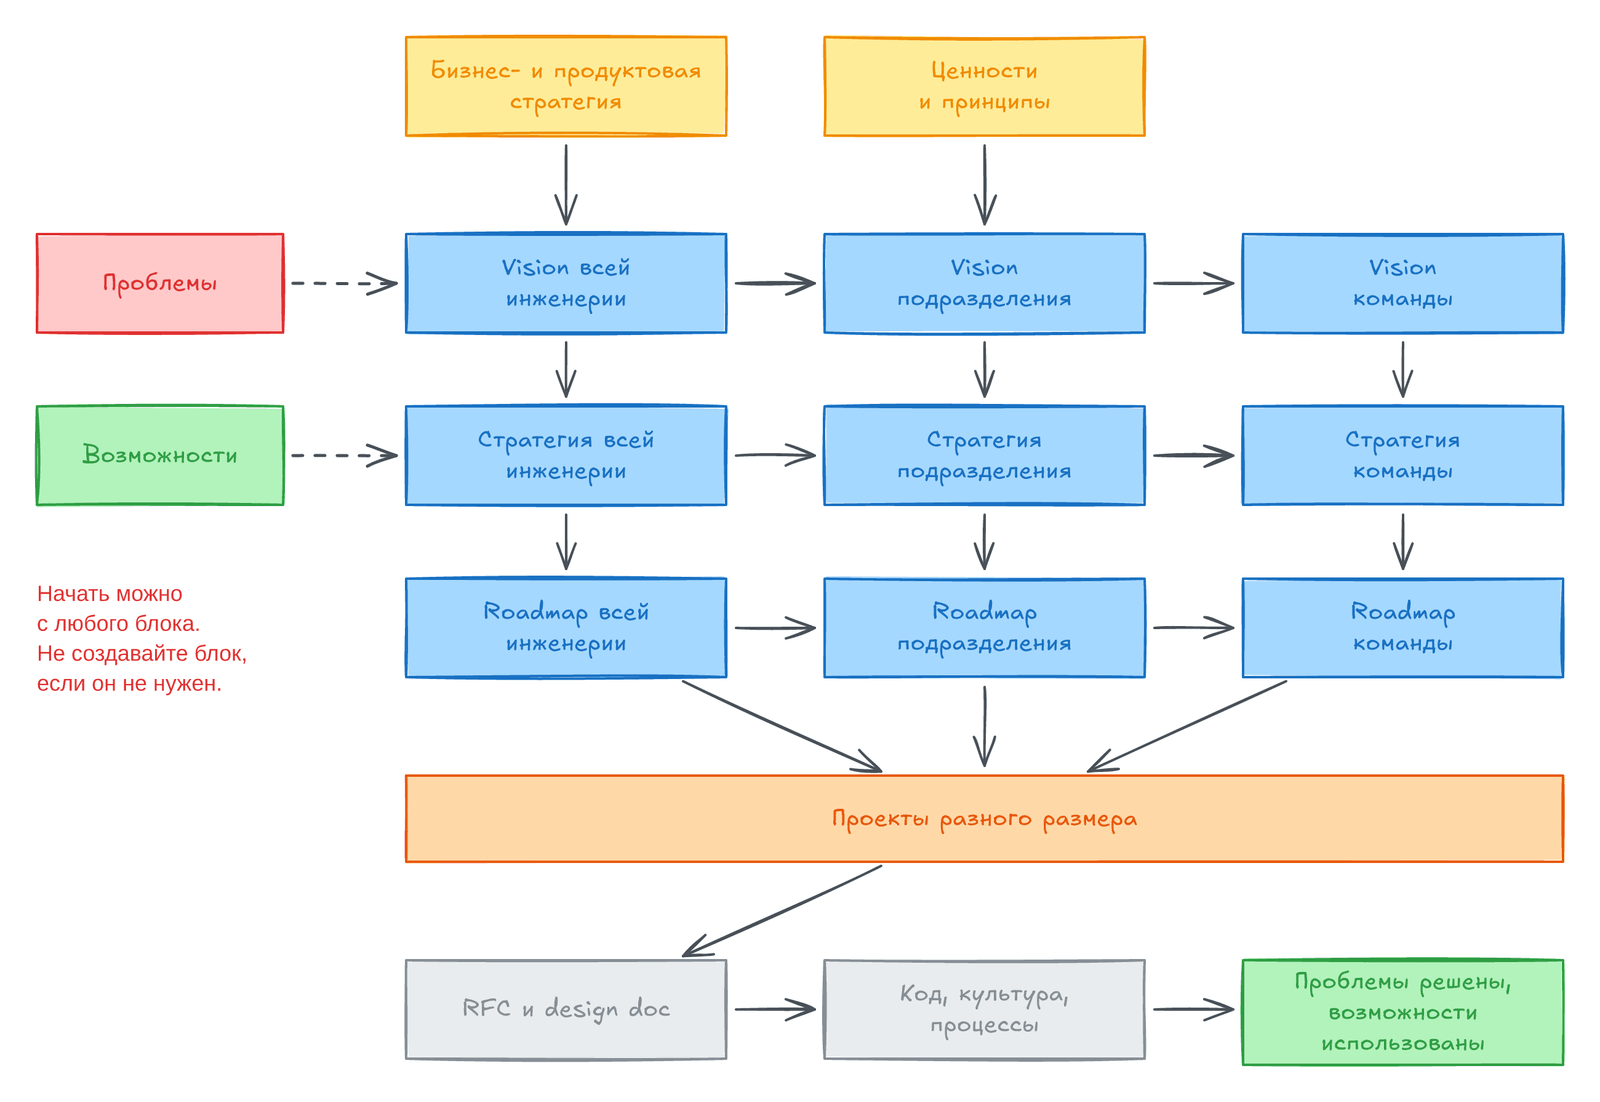 Бизнес- и продуктовая
стратегия
Ценности
и принципы
Проблемы
Vision всей
инженерии
Vision
подразделения
Vision
команды
Возможности
Стратегия всей
инженерии
Стратегия
подразделения
Стратегия
команды
Начать можно
с любого блока.
Не создавайте блок,
если он не нужен.
Roadmap всей
инженерии
Roadmap
подразделения
Roadmap
команды
Проекты разного размера
RFC и design doc
Код, культура,
процессы
Проблемы решены,
возможности
использованы